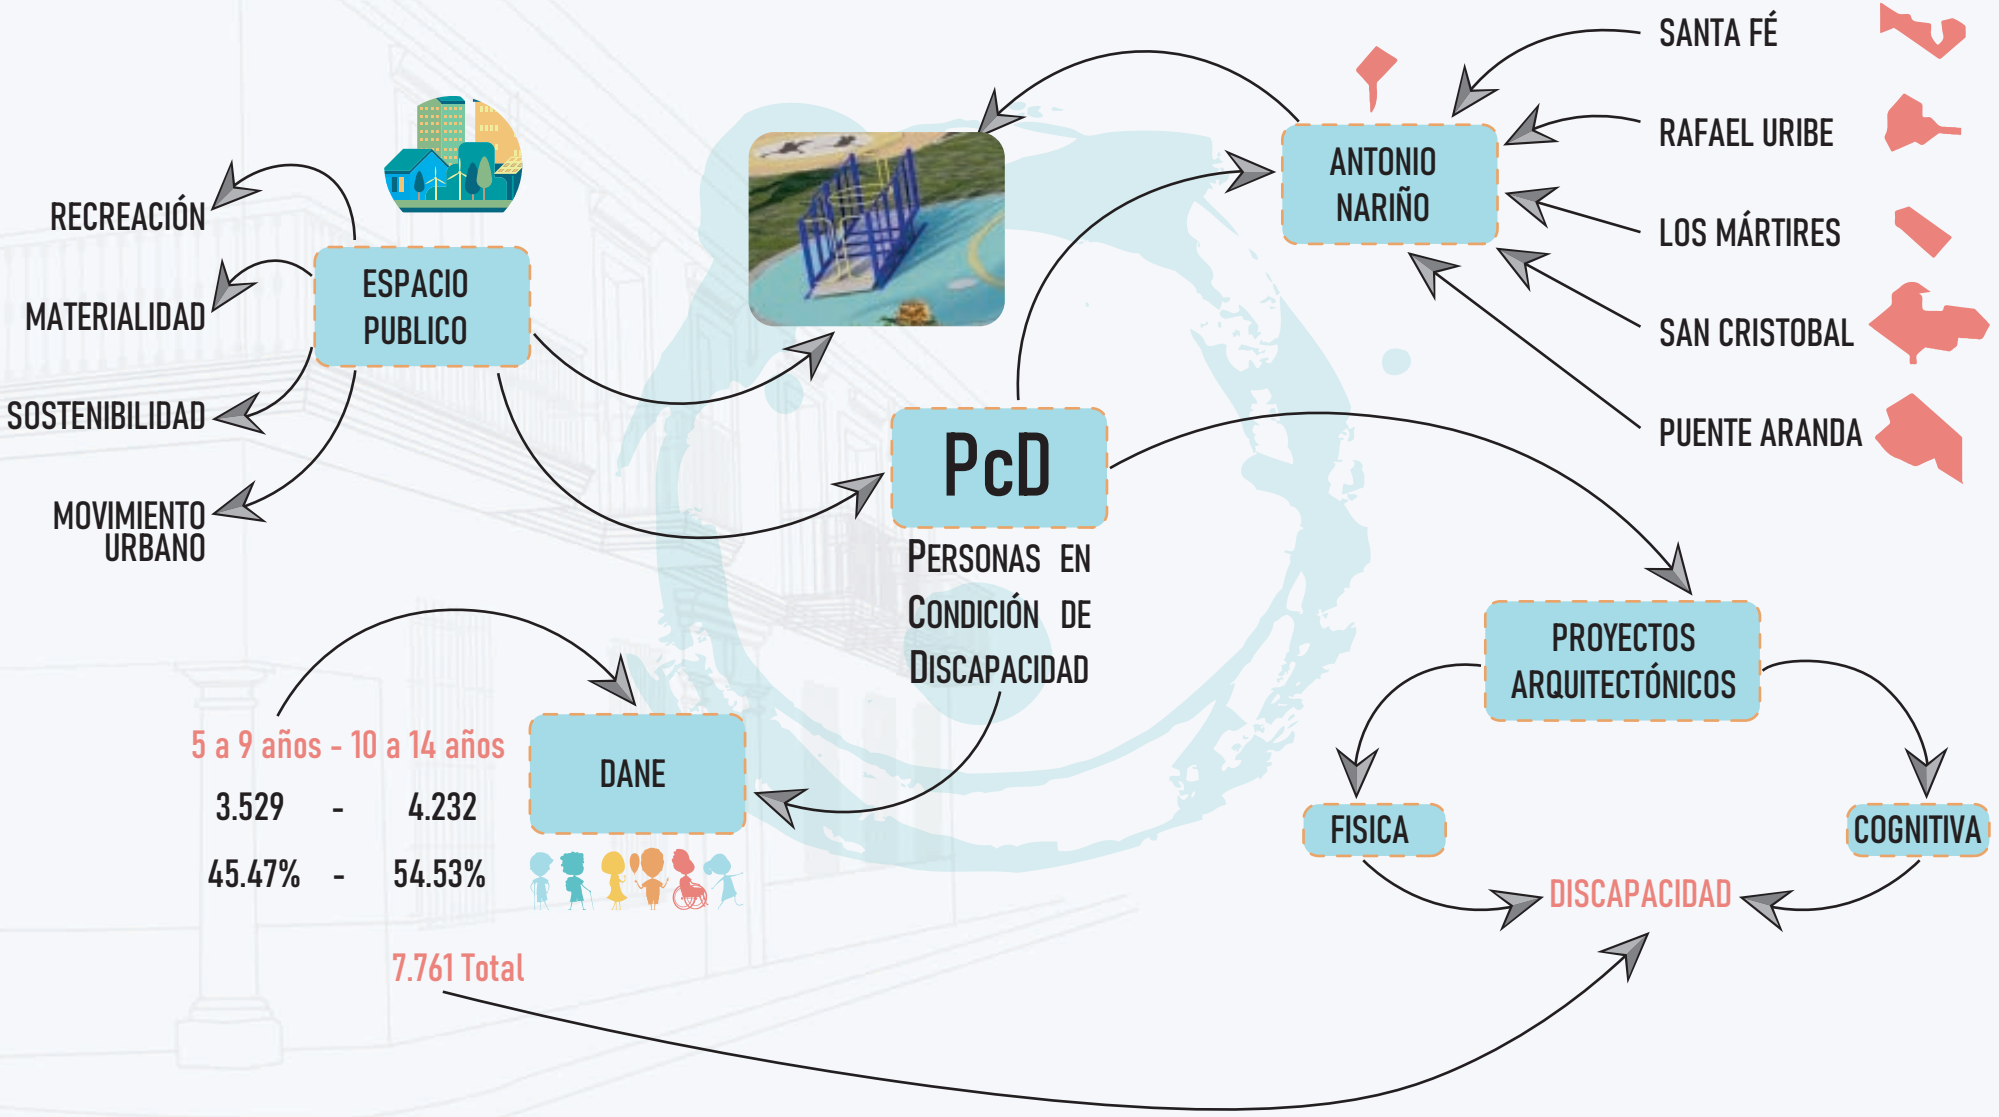 RECREACIÓN
MATERIALIDAD
SOSTENIBILIDAD
MOVIMIENTO
URBANO
ESPACIO
PUBLICO
ANTONIO
NARIÑO
SANTA FÉ
RAFAEL URIBE
LOS MÁRTIRES
SAN CRISTOBAL
PUENTE ARANDA
PcD
PERSONAS EN
CONDICIÓN DE
DISCAPACIDAD
PROYECTOS
ARQUITECTÓNICOS
FISICA
COGNITIVA
DISCAPACIDAD
DANE
5 a 9 años - 10 a 14 años
3.529 - 4.232
45.47% - 54.53%
7.761 Total